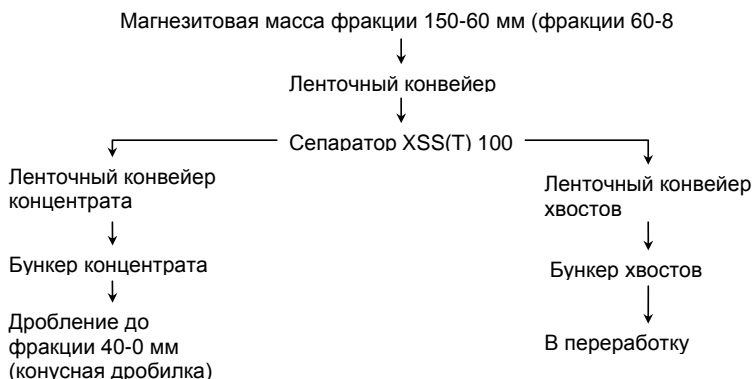 Магнезитовая масса фракции 150-60 мм (фракции 60-8
Ленточный конвейер
Сепаратор XSS(T) 100
Ленточный конвейер
концентрата
Бункер концентрата
Дробление до
фракции 40-0 мм
(конусная дробилка)
Ленточный конвейер
хвостов
Бункер хвостов
В переработку